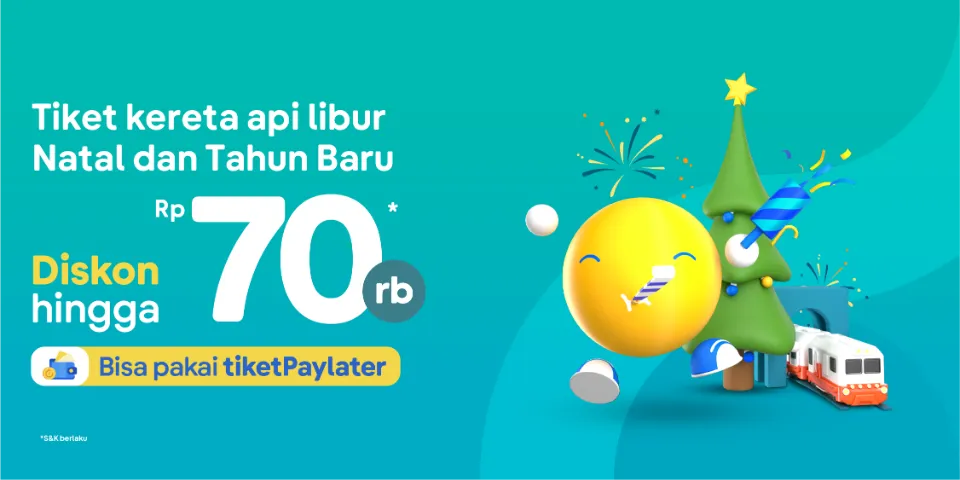 Tiket kereta api libur
Natal dan Tahun Baru
Diskon
hingga
Rp 70 rb*
Bisa pakai tiketPaylater
*S&K berlaku